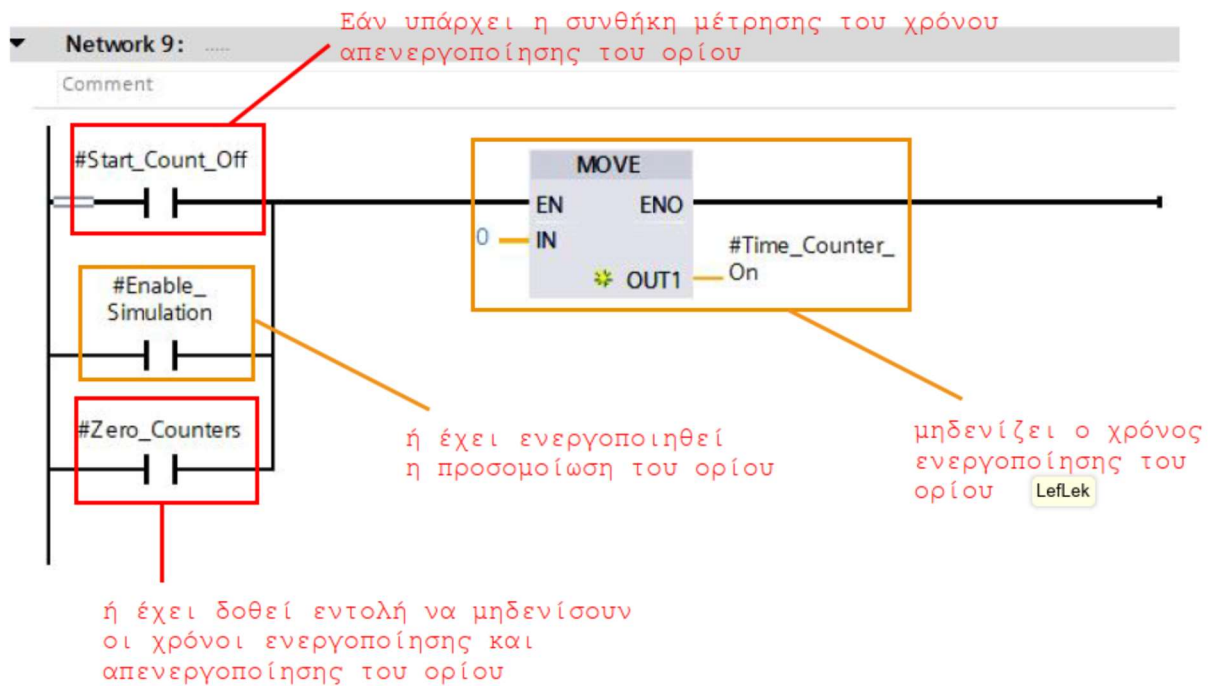 Εάν υπάρχει η συνθήκη μέτρησης του χρόνου
απενεργοποίησης του ορίου
Network 9: .....
Comment
#Start_Count_Off
MOVE
EN ENO
0 IN
OUT1
#Time_Counter_
On
#Enable_
Simulation
#Zero_Counters
ή έχει ενεργοποιηθεί
η προσομοίωση του ορίου
μηδενίζει ο χρόνος
ενεργοποίησης του
ορίου LefLek
ή έχει δοθεί εντολή να μηδενίσουν
οι χρόνοι ενεργοποίησης και
απενεργοποίησης του ορίου